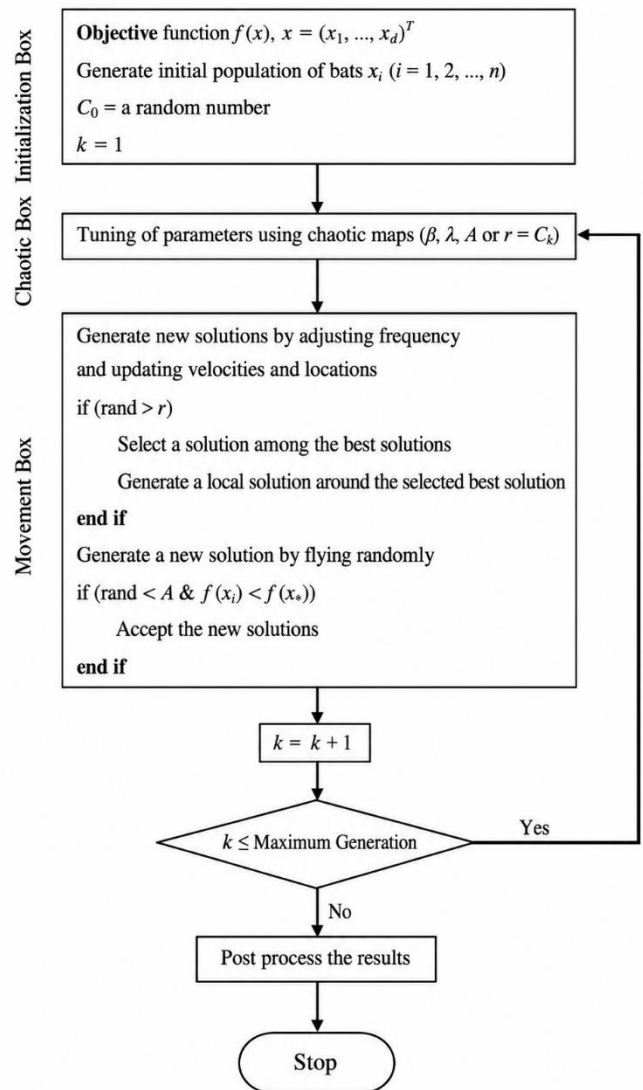 Initialization Box
Objective function f(x), x = (x₁, ..., x_d)ᵀ
Generate initial population of bats xᵢ (i = 1, 2, ..., n)
C₀ = a random number
k = 1
Chaotic Box
Tuning of parameters using chaotic maps (β, λ, A or r = Cₖ)
Movement Box
Generate new solutions by adjusting frequency
and updating velocities and locations
if (rand > r)
Select a solution among the best solutions
Generate a local solution around the selected best solution
end if
Generate a new solution by flying randomly
if (rand < A & f (xᵢ) < f (x*))
Accept the new solutions
end if
k = k + 1
k ≤ Maximum Generation
Yes
No
Post process the results
Stop